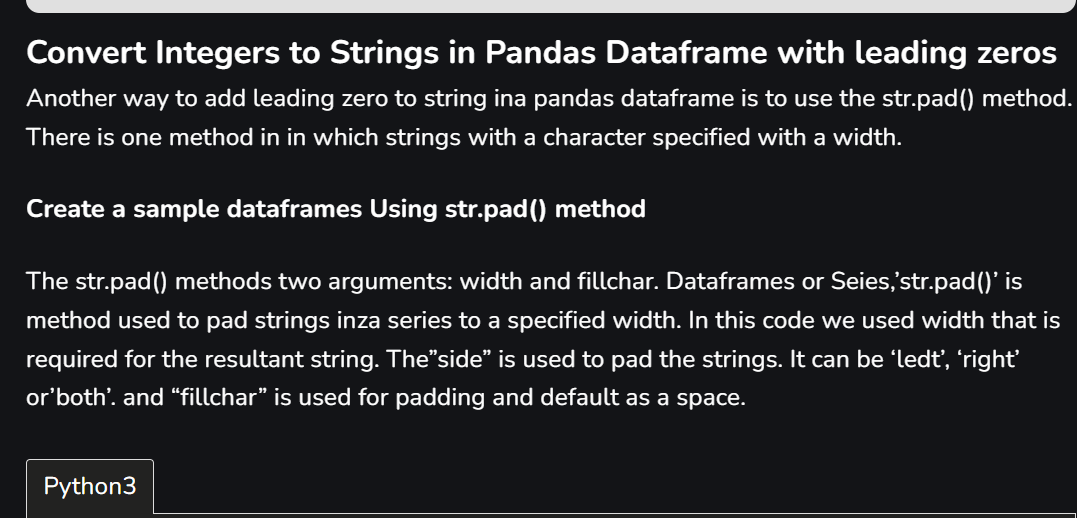 Convert Integers to Strings in Pandas Dataframe with leading zeros
Another way to add leading zero to string ina pandas dataframe is to use the str.pad() method.
There is one method in in which strings with a character specified with a width.
Create a sample dataframes Using str.pad() method
The str.pad() methods two arguments: width and fillchar. Dataframes or Seies,’str.pad()’ is
method used to pad strings inza series to a specified width. In this code we used width that is
required for the resultant string. The”side” is used to pad the strings. It can be ‘ledt’, ‘right’
or’both’. and “fillchar” is used for padding and default as a space.
Python3